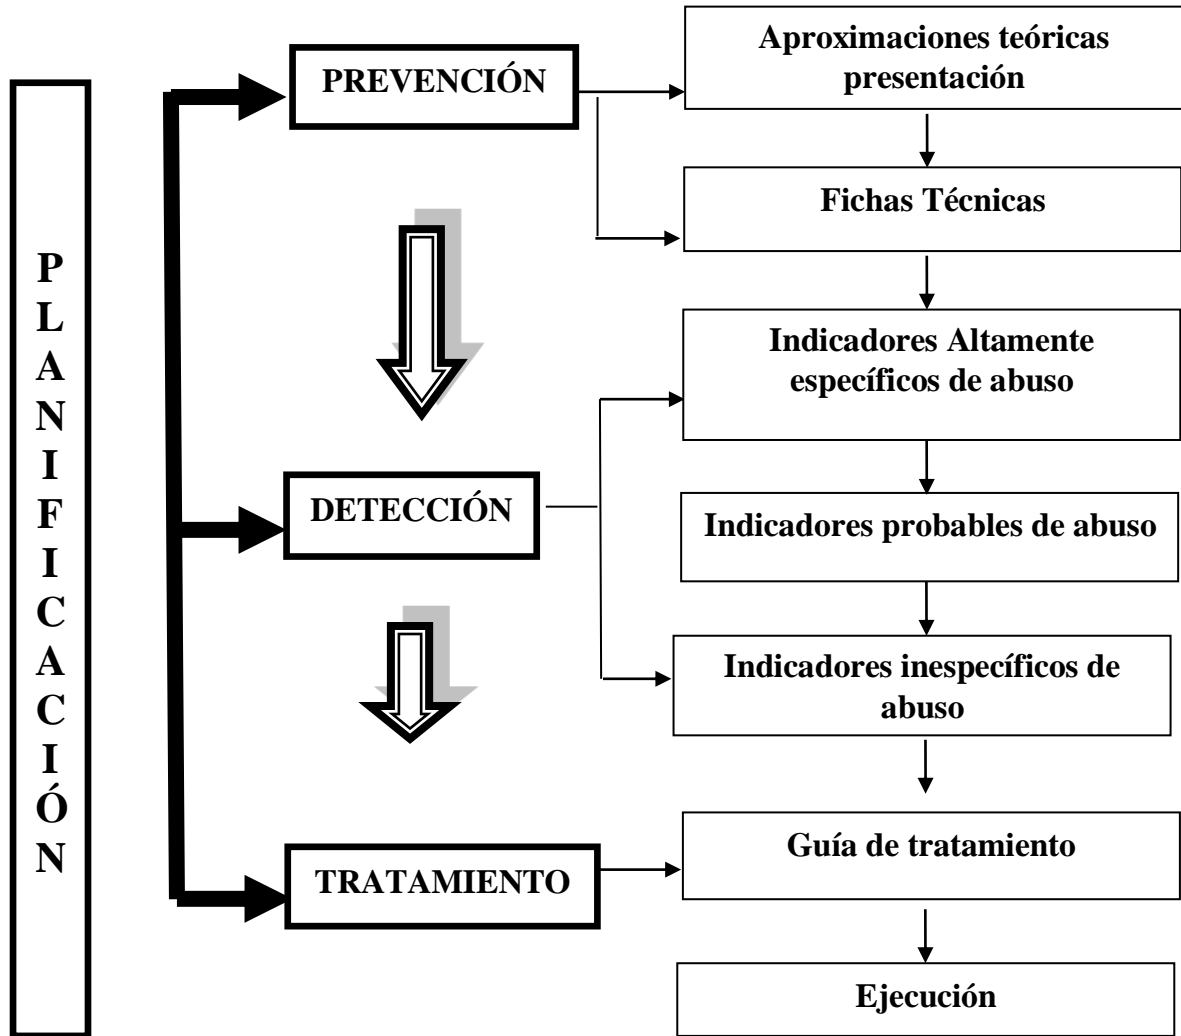 PLANIFICACIÓN
PREVENCIÓN
Aproximaciones teóricas
presentación
Fichas Técnicas
DETECCIÓN
Indicadores Altamente
específicos de abuso
Indicadores probables de abuso
Indicadores inespecíficos de
abuso
TRATAMIENTO
Guía de tratamiento
Ejecución